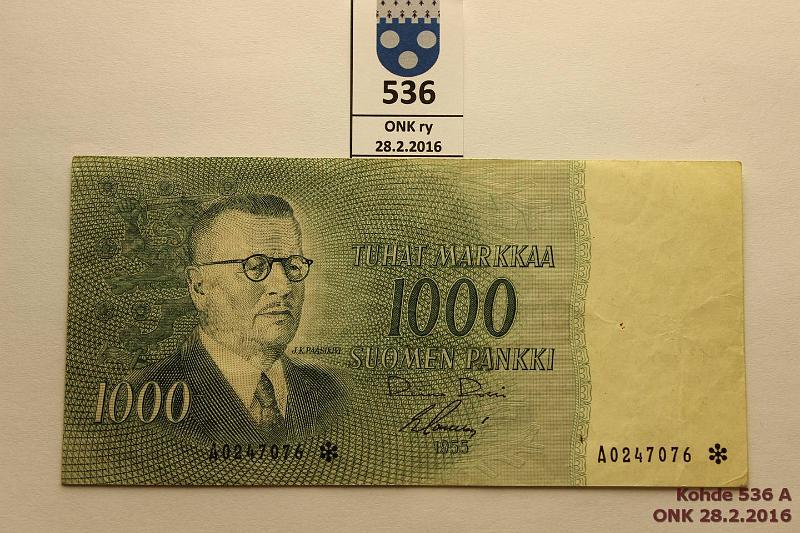 536
ONK ry
28.2.2016
TUHAT MARKKAA
1000
J.K.PAASIKIVI
SUOMEN PANKKI
1000
1955
A0247076 *
A0247076 *
Kohde 536 A
ONK 28.2.2016